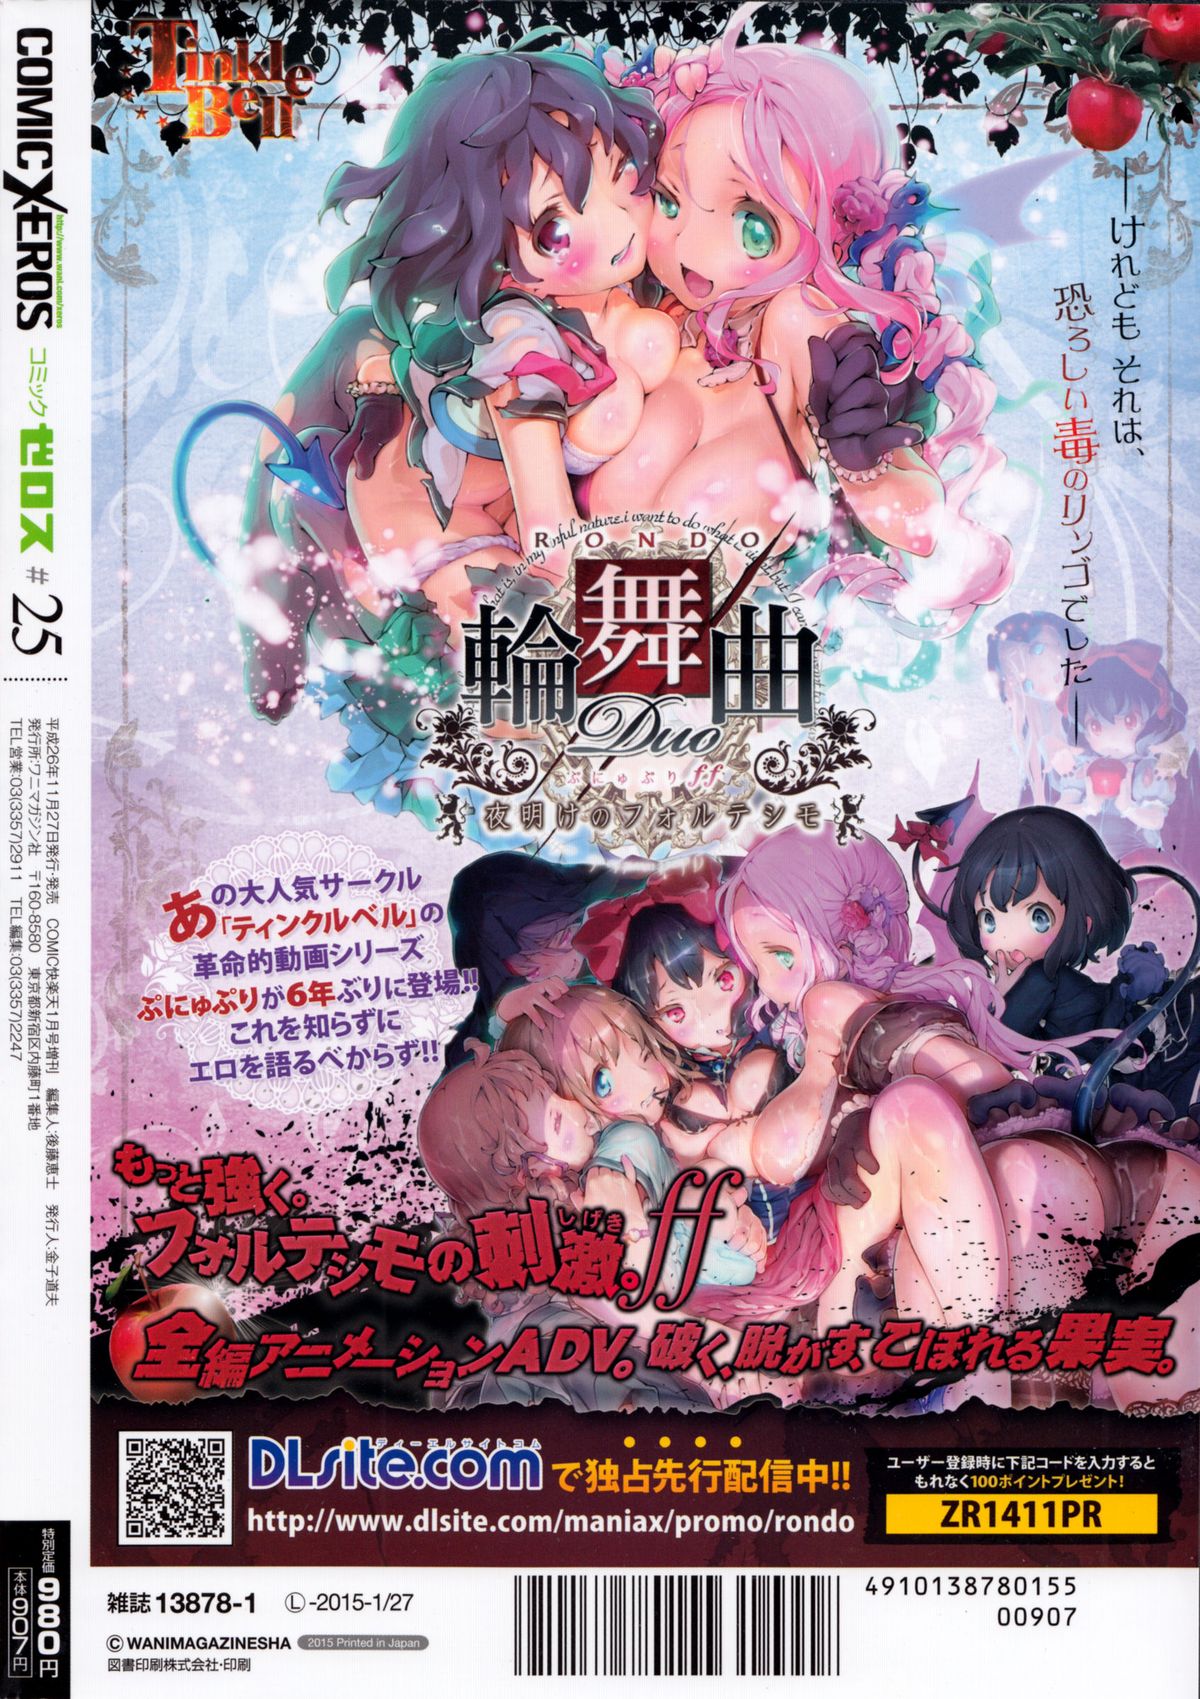 COMIC XEROS
http://www.wani.com/xeros
コミックゼロス #25
平成26年11月27日発行・発売 COMIC快楽天1月号増刊 編集人:後藤恵士 発行人:金子道夫
発行所:ワニマガジン社 〒160-8580 東京都新宿区内藤町1番地
TEL営業:03(3357)2911 TEL編集:03(3357)2247
特別定価980円
本体907円
Tinkle
Bell
―けれども それは、
恐ろしい毒のリンゴでした―
RONDO
輪舞曲
Duo
ぷにゅぷり ff
夜明けのフォルテシモ
あの大人気サークル
「ティンクルベル」の
革命的動画シリーズ
ぷにゅぷりが6年ぶりに登場!!
これを知らずに
エロを語るべからず!!
もっと強く。
フォルテシモの刺激。ff
しげき
全編アニメーションADV。破く、脱がす、こぼれる果実。
ディーエルサイトコム
DLsite.comで独占先行配信中!!
http://www.dlsite.com/maniax/promo/rondo
ユーザー登録時に下記コードを入力すると
もれなく100ポイントプレゼント!
ZR1411PR
雑誌 13878-1 Ⓛ-2015-1/27
© WANIMAGAZINESHA 2015 Printed in Japan
図書印刷株式会社・印刷
4910138780155
00907